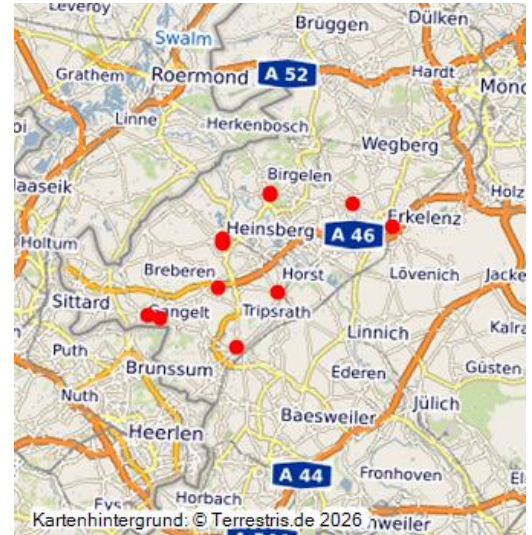 Leveroy
Brüggen
Dülken
Swalm
Grathem
Roermond
A 52
Hardt
Mönc
Linne
Herkenbosch
Wegberg
aaseik
Birgelen
Holz
Heinsberg
A 46
Erkelenz
Holtum
Breberen
Horst
Lövenich
Jacke
Sittard
Gangelt
Tripsrath
Kalra
Puth
Linnich
Brunssum
Ederen
Güsten
Nuth
Jülich
Baesweiler
Heerlen
A 44
Fronhoven
Horbach
Kartenhintergrund: © Terrestris.de 2026
hweiler